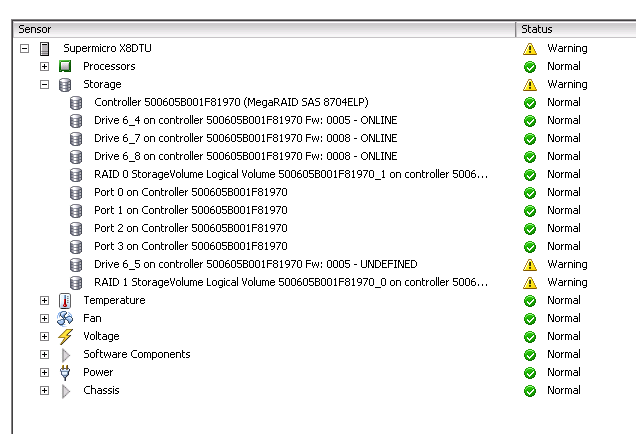 Sensor Status
Supermicro X8DTU Warning
Processors Normal
Storage Warning
Controller 500605B001F81970 (MegaRAID SAS 8704ELP) Normal
Drive 6_4 on controller 500605B001F81970 Fw: 0005 - ONLINE Normal
Drive 6_7 on controller 500605B001F81970 Fw: 0008 - ONLINE Normal
Drive 6_8 on controller 500605B001F81970 Fw: 0008 - ONLINE Normal
RAID 0 StorageVolume Logical Volume 500605B001F81970_1 on controller 5006... Normal
Port 0 on Controller 500605B001F81970 Normal
Port 1 on Controller 500605B001F81970 Normal
Port 2 on Controller 500605B001F81970 Normal
Port 3 on Controller 500605B001F81970 Normal
Drive 6_5 on controller 500605B001F81970 Fw: 0005 - UNDEFINED Warning
RAID 1 StorageVolume Logical Volume 500605B001F81970_0 on controller 5006... Warning
Temperature Normal
Fan Normal
Voltage Normal
Software Components Normal
Power Normal
Chassis Normal